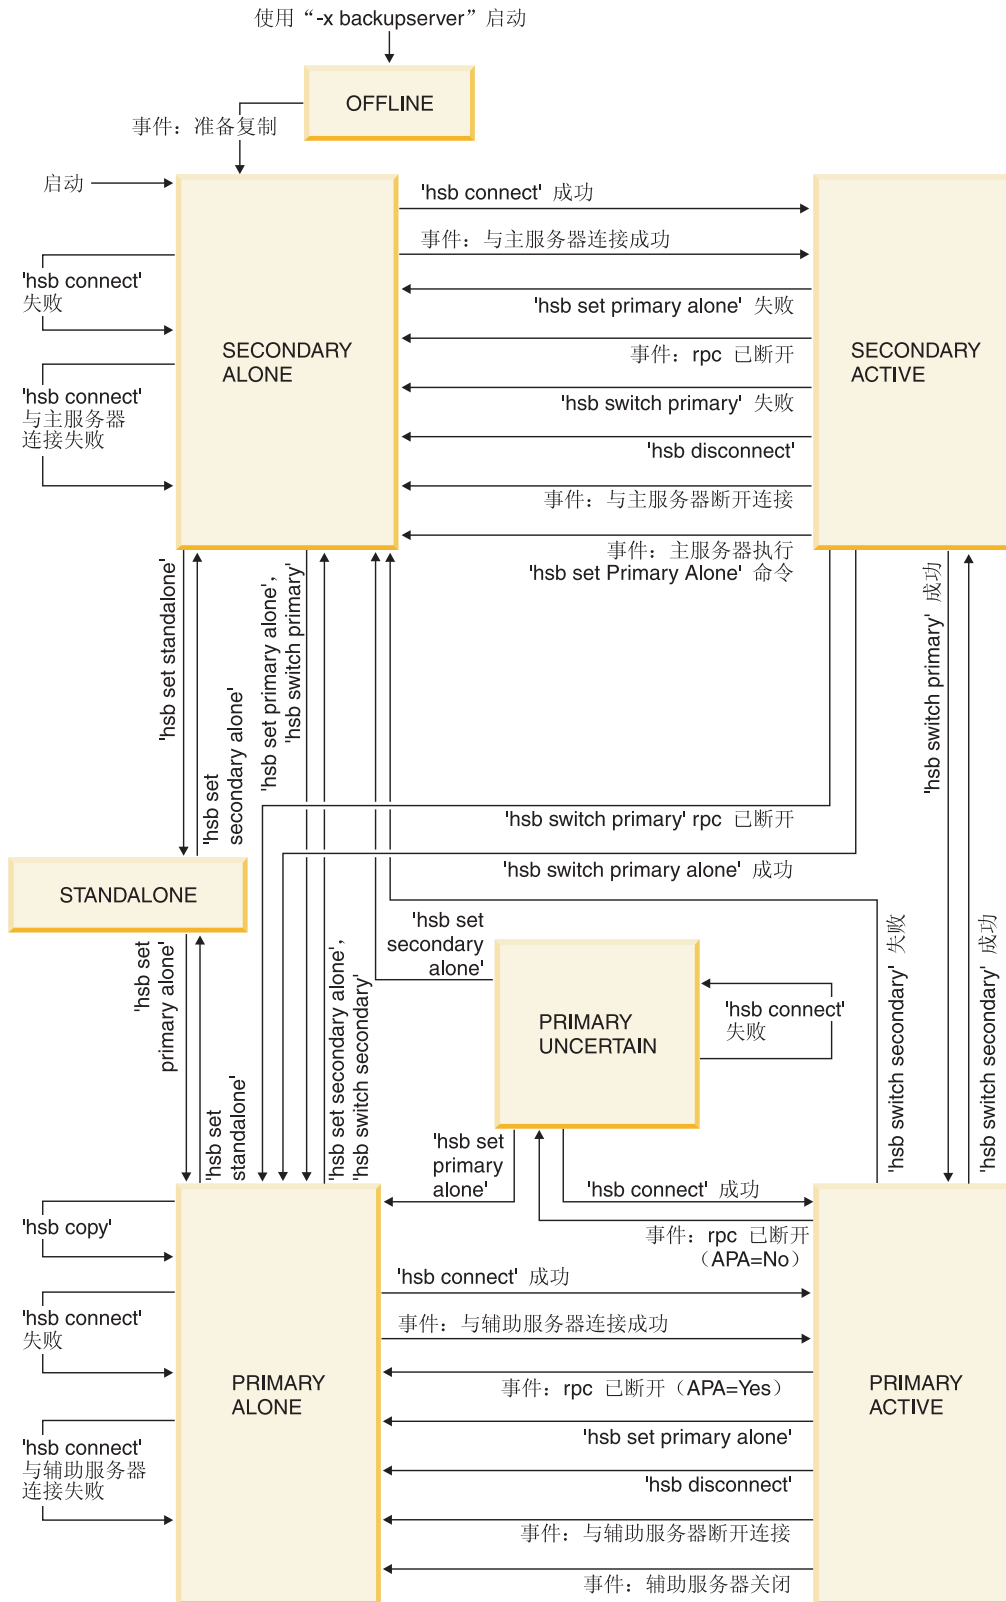 使用“-x backupserver”启动
OFFLINE
事件：准备复制
启动
'hsb connect' 成功
事件：与主服务器连接成功
'hsb connect'
失败
'hsb set primary alone' 失败
SECONDARY
ALONE
SECONDARY
ACTIVE
事件：rpc 已断开
'hsb connect'
与主服务器
连接失败
'hsb switch primary' 失败
'hsb disconnect'
事件：与主服务器断开连接
事件：主服务器执行
'hsb set Primary Alone' 命令
'hsb set standalone'
'hsb set
secondary alone'
'hsb set primary alone',
'hsb switch primary'
'hsb switch primary' 成功
'hsb switch primary' rpc 已断开
'hsb switch primary alone' 成功
STANDALONE
'hsb set
primary alone'
'hsb set
standalone'
'hsb set secondary alone',
'hsb switch secondary'
'hsb set
secondary
alone'
PRIMARY
UNCERTAIN
'hsb connect'
失败
'hsb switch secondary' 失败
'hsb switch secondary' 成功
'hsb set
primary
alone'
'hsb connect' 成功
事件：rpc 已断开
（APA=No）
'hsb copy'
'hsb connect' 成功
'hsb connect'
失败
事件：与辅助服务器连接成功
PRIMARY
ALONE
PRIMARY
ACTIVE
事件：rpc 已断开（APA=Yes）
'hsb set primary alone'
'hsb connect'
与辅助服务器
连接失败
'hsb disconnect'
事件：与辅助服务器断开连接
事件：辅助服务器关闭